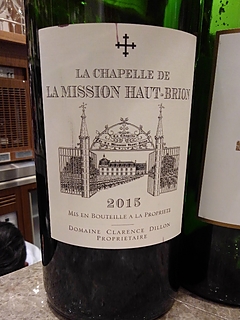 LA CHAPELLE DE
LA MISSION HAUT-BRION
2015
MIS EN BOUTEILLE A LA PROPRIETE
DOMAINE CLARENCE DILLON
PROPRIETAIRE